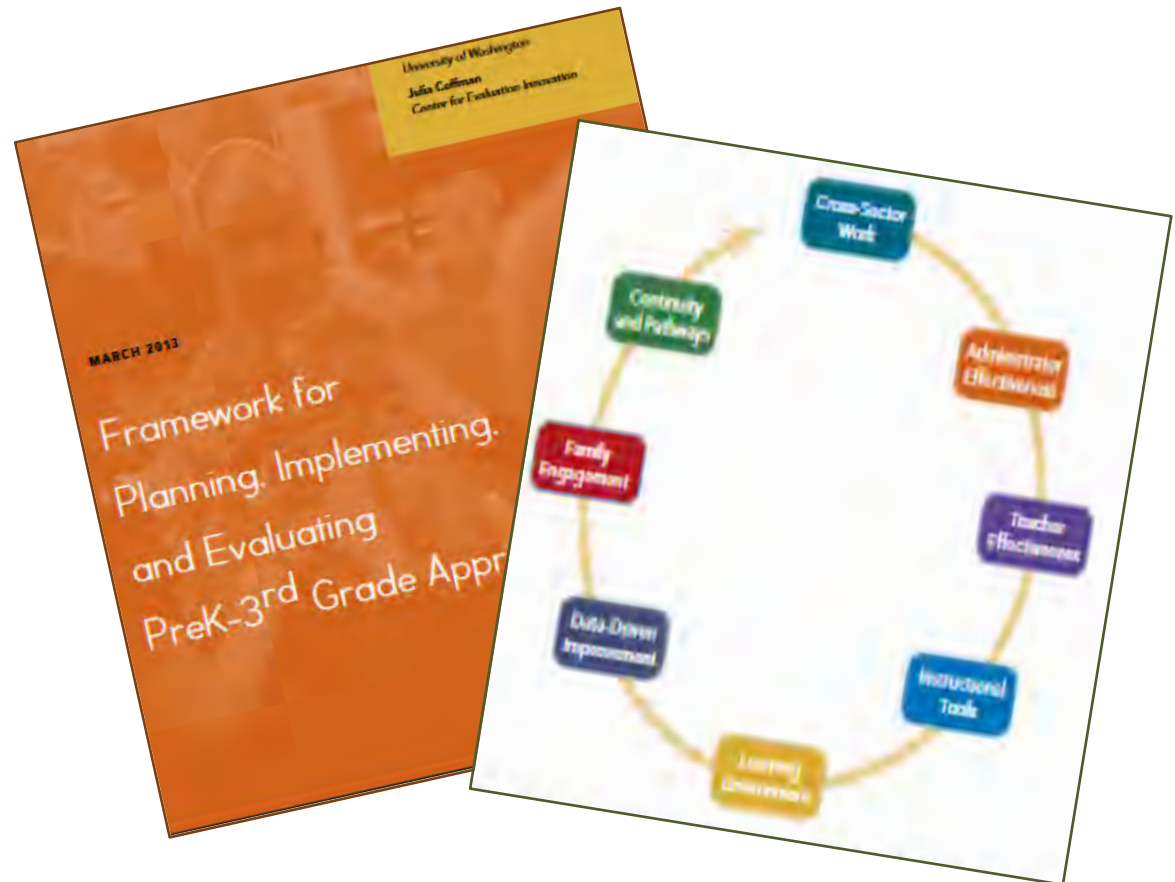 University of Washington
Julia Coffman
Center for Evaluation Innovation
MARCH 2013
Framework for
Planning, Implementing,
and Evaluating
PreK-3rd Grade Appr
Cross-Sector
Work
Administrator
Effectiveness
Teacher
Effectiveness
Instructional
Tools
Learning
Environment
Data-Driven
Improvement
Family
Engagement
Continuity
and Pathways